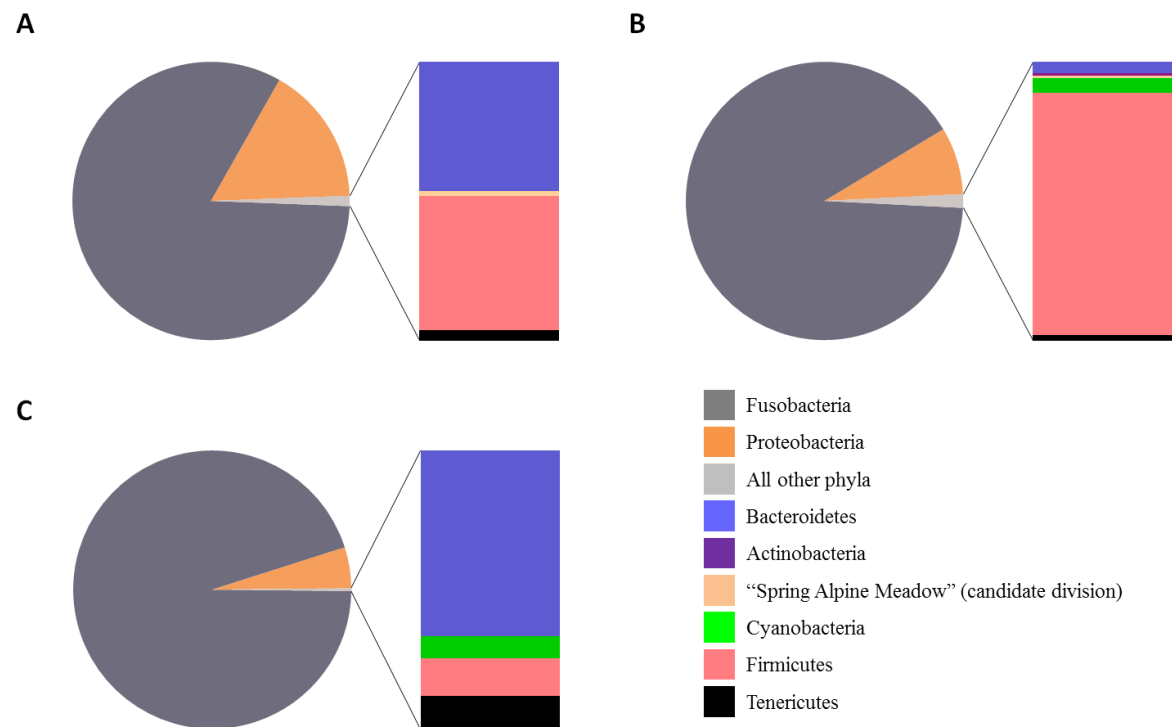 A
B
C
Fusobacteria
Proteobacteria
All other phyla
Bacteroidetes
Actinobacteria
“Spring Alpine Meadow” (candidate division)
Cyanobacteria
Firmicutes
Tenericutes